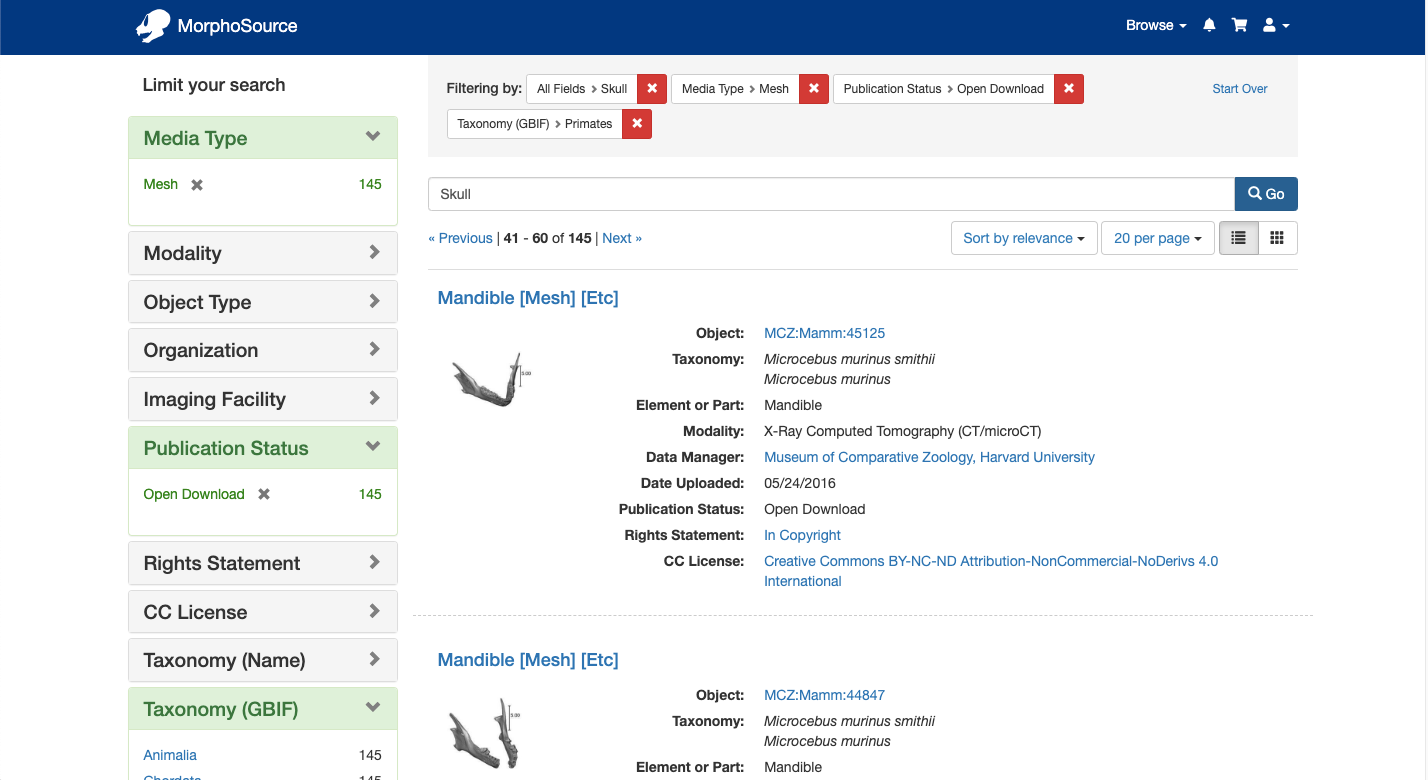 MorphoSource
Browse
Limit your search
Media Type
Mesh 145
Modality
Object Type
Organization
Imaging Facility
Publication Status
Open Download 145
Rights Statement
CC License
Taxonomy (Name)
Taxonomy (GBIF)
Animalia 145
Chordata 145
Filtering by: All Fields > Skull Media Type > Mesh Publication Status > Open Download Start Over
Taxonomy (GBIF) > Primates
Skull Go
« Previous | 41 - 60 of 145 | Next » Sort by relevance 20 per page
Mandible [Mesh] [Etc]
5.00
Object: MCZ:Mamm:45125
Taxonomy: Microcebus murinus smithii
Microcebus murinus
Element or Part: Mandible
Modality: X-Ray Computed Tomography (CT/microCT)
Data Manager: Museum of Comparative Zoology, Harvard University
Date Uploaded: 05/24/2016
Publication Status: Open Download
Rights Statement: In Copyright
CC License: Creative Commons BY-NC-ND Attribution-NonCommercial-NoDerivs 4.0
International
Mandible [Mesh] [Etc]
5.00
Object: MCZ:Mamm:44847
Taxonomy: Microcebus murinus smithii
Microcebus murinus
Element or Part: Mandible